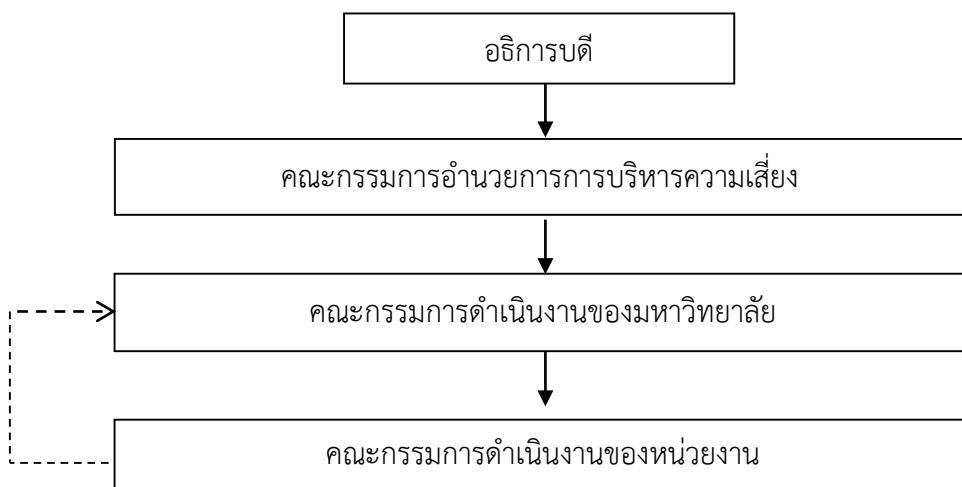 อธิการบดี
คณะกรรมการอำนวยการการบริหารความเสี่ยง
คณะกรรมการดำเนินงานของมหาวิทยาลัย
คณะกรรมการดำเนินงานของหน่วยงาน